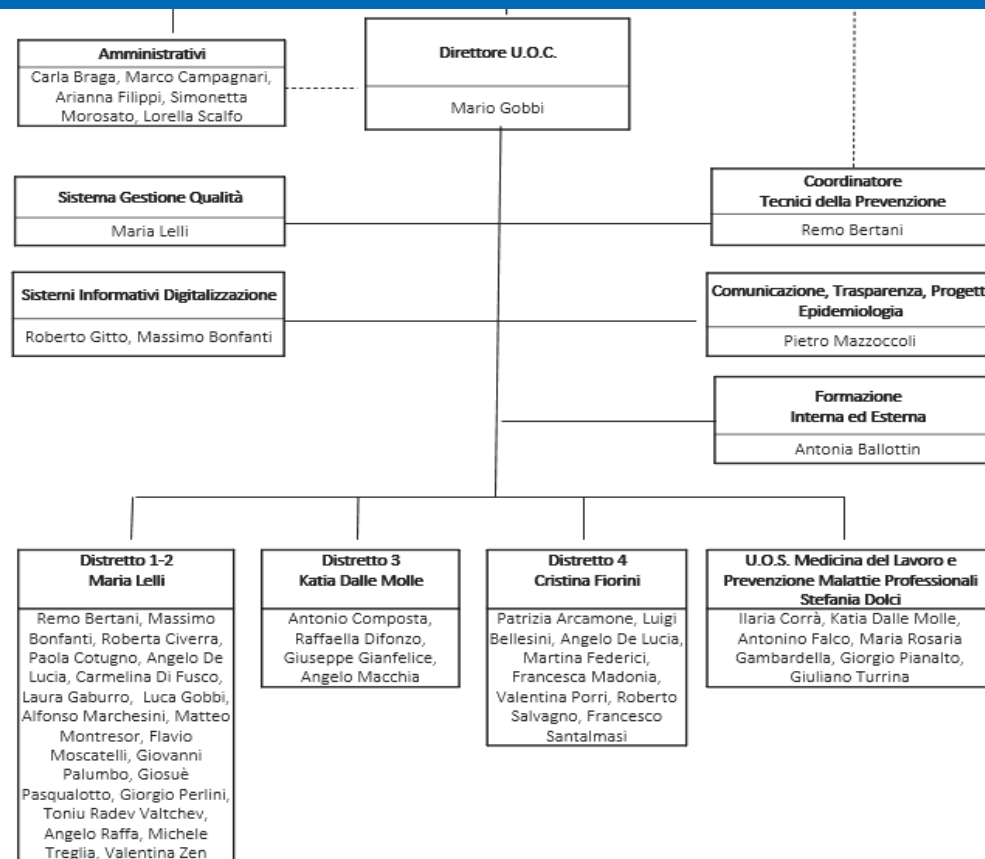 Amministrativi
Carla Braga, Marco Campagnari,
Arianna Filippi, Simonetta
Morosato, Lorella Scalfo
Direttore U.O.C.
Mario Gobbi
Sistema Gestione Qualità
Maria Lelli
Coordinatore
Tecnici della Prevenzione
Remo Bertani
Sistemi Informativi Digitalizzazione
Roberto Gitto, Massimo Bonfanti
Comunicazione, Trasparenza, Progett
Epidemiologia
Pietro Mazzoccoli
Formazione
Interna ed Esterna
Antonia Ballottin
Distretto 1-2
Maria Lelli
Remo Bertani, Massimo
Bonfanti, Roberta Civerra,
Paola Cotugno, Angelo De
Lucia, Carmelina Di Fusco,
Laura Gaburro, Luca Gobbi,
Alfonso Marchesini, Matteo
Montresor, Flavio
Moscatelli, Giovanni
Palumbo, Giosuè
Pasqualotto, Giorgio Perlini,
Toniu Radev Valtchev,
Angelo Raffa, Michele
Treglia, Valentina Zen
Distretto 3
Katia Dalle Molle
Antonio Composta,
Raffaella Difonzo,
Giuseppe Gianfelice,
Angelo Macchia
Distretto 4
Cristina Fiorini
Patrizia Arcamone, Luigi
Bellesini, Angelo De Lucia,
Martina Federici,
Francesca Madonia,
Valentina Porri, Roberto
Salvagno, Francesco
Santalmasi
U.O.S. Medicina del Lavoro e
Prevenzione Malattie Professionali
Stefania Dolci
Ilaria Corrà, Katia Dalle Molle,
Antonino Falco, Maria Rosaria
Gambardella, Giorgio Pianalto,
Giuliano Turrina